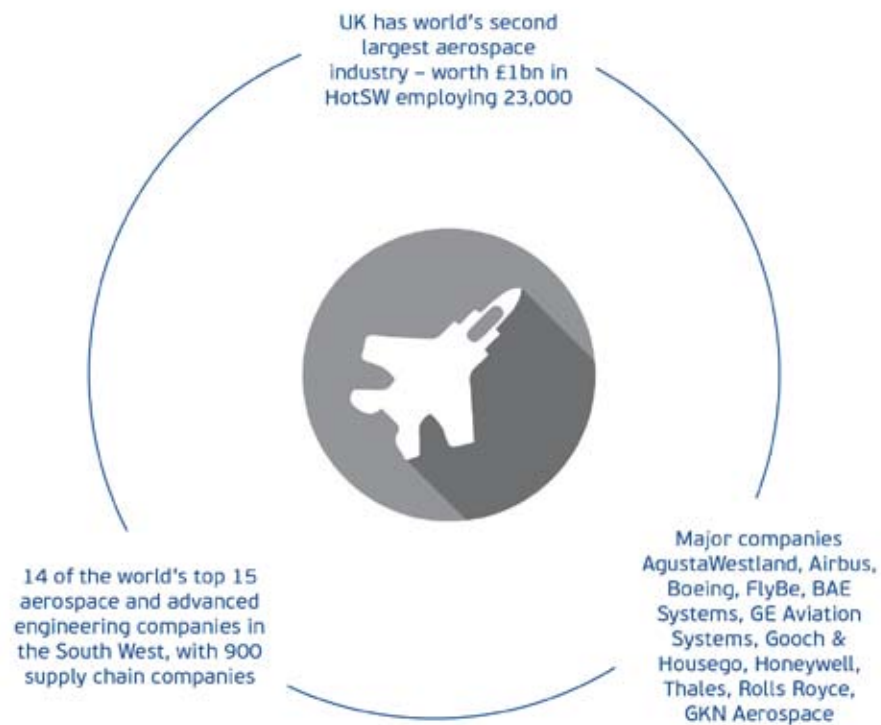 UK has world's second
largest aerospace
industry – worth £1bn in
HotSW employing 23,000
14 of the world's top 15
aerospace and advanced
engineering companies in
the South West, with 900
supply chain companies
Major companies
AgustaWestland, Airbus,
Boeing, FlyBe, BAE
Systems, GE Aviation
Systems, Gooch &
Housego, Honeywell,
Thales, Rolls Royce,
GKN Aerospace